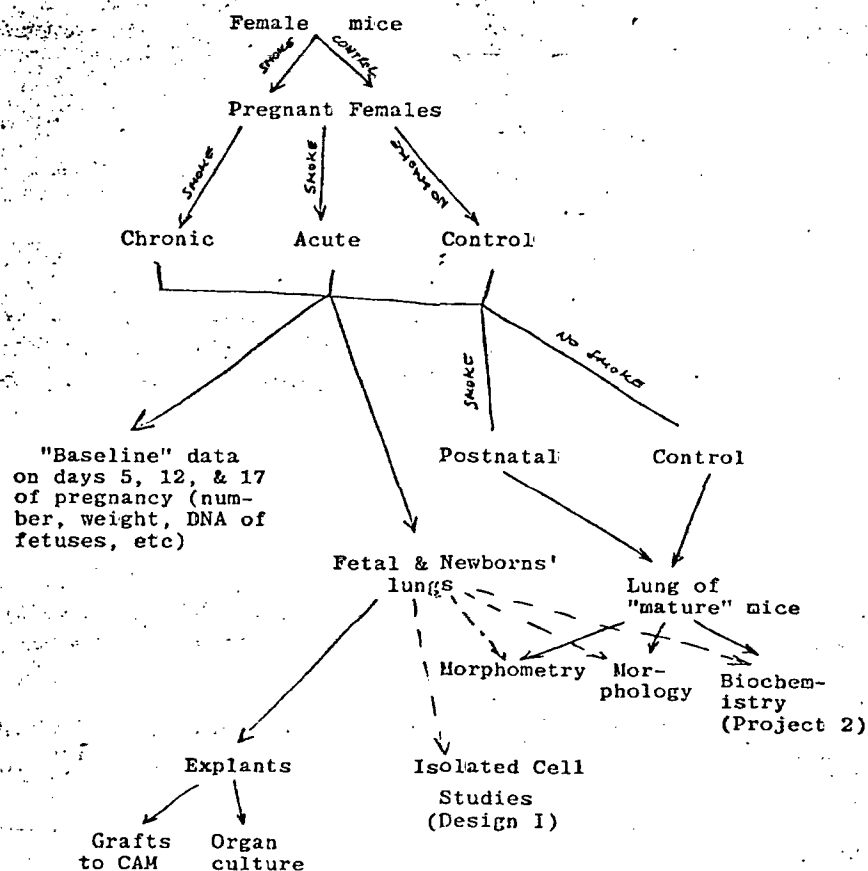 Female mice
SMOKE CONTROL
Pregnant Females
SMOKE SMOKE NO SMOKE
Chronic Acute Control
NO SMOKE
SMOKE
"Baseline" data
on days 5, 12, & 17
of pregnancy (num-
ber, weight, DNA of
fetuses, etc)
Postnatal Control
Fetal & Newborns'
lungs
Lung of
"mature" mice
Morphometry
Mor-
phology
Biochem-
istry
(Project 2)
Explants
Isolated Cell
Studies
(Design I)
Grafts
to CAM
Organ
culture